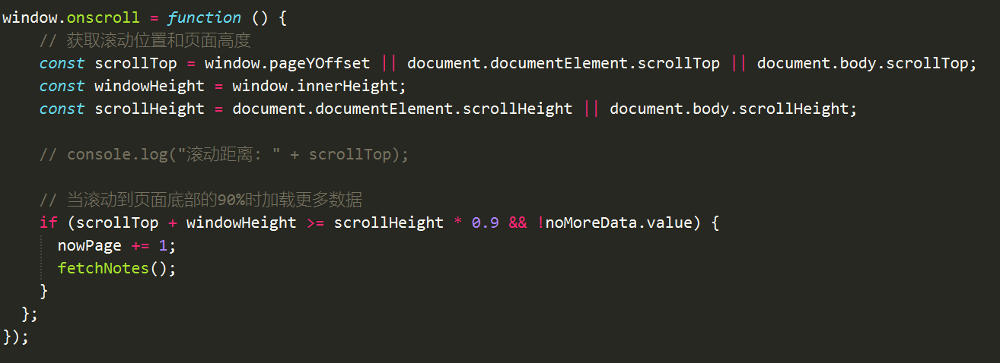 window.onscroll = function () {
// 获取滚动位置和页面高度
const scrollTop = window.pageYOffset || document.documentElement.scrollTop || document.body.scrollTop;
const windowHeight = window.innerHeight;
const scrollHeight = document.documentElement.scrollHeight || document.body.scrollHeight;
// console.log("滚动距离: " + scrollTop);
// 当滚动到页面底部的90%时加载更多数据
if (scrollTop + windowHeight >= scrollHeight * 0.9 && !noMoreData.value) {
nowPage += 1;
fetchNotes();
}
};
});